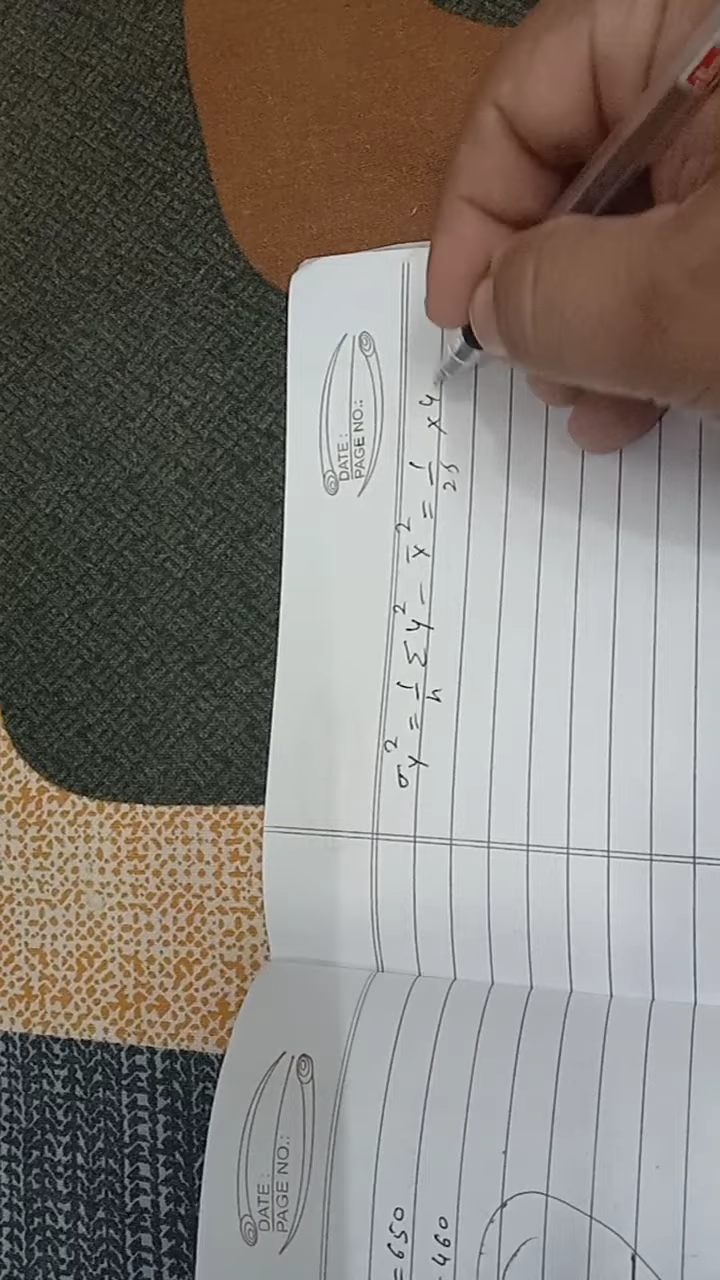 DATE :
PAGE NO.:
σy² = 1/n Σy² - x̄² = 1/25 × 4
DATE :
PAGE NO.:
= 650
460